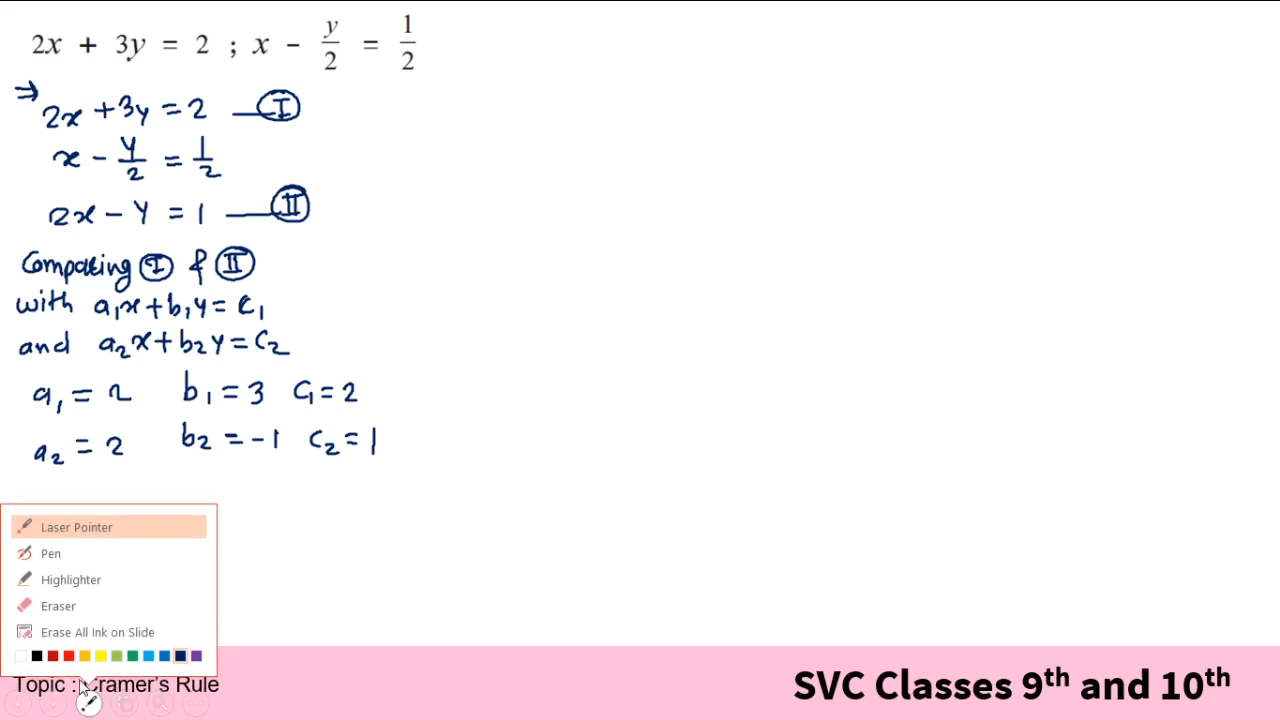 2x + 3y = 2 ; x - y/2 = 1/2
⇒ 2x + 3y = 2 — Ⓘ
x - y/2 = 1/2
2x - y = 1 — Ⓘⓘ
Comparing Ⓘ & Ⓘⓘ
with a₁x + b₁y = c₁
and a₂x + b₂y = c₂
a₁ = 2 b₁ = 3 c₁ = 2
a₂ = 2 b₂ = -1 c₂ = 1
Laser Pointer
Pen
Highlighter
Eraser
Erase All Ink on Slide
Topic : Cramer's Rule
SVC Classes 9th and 10th